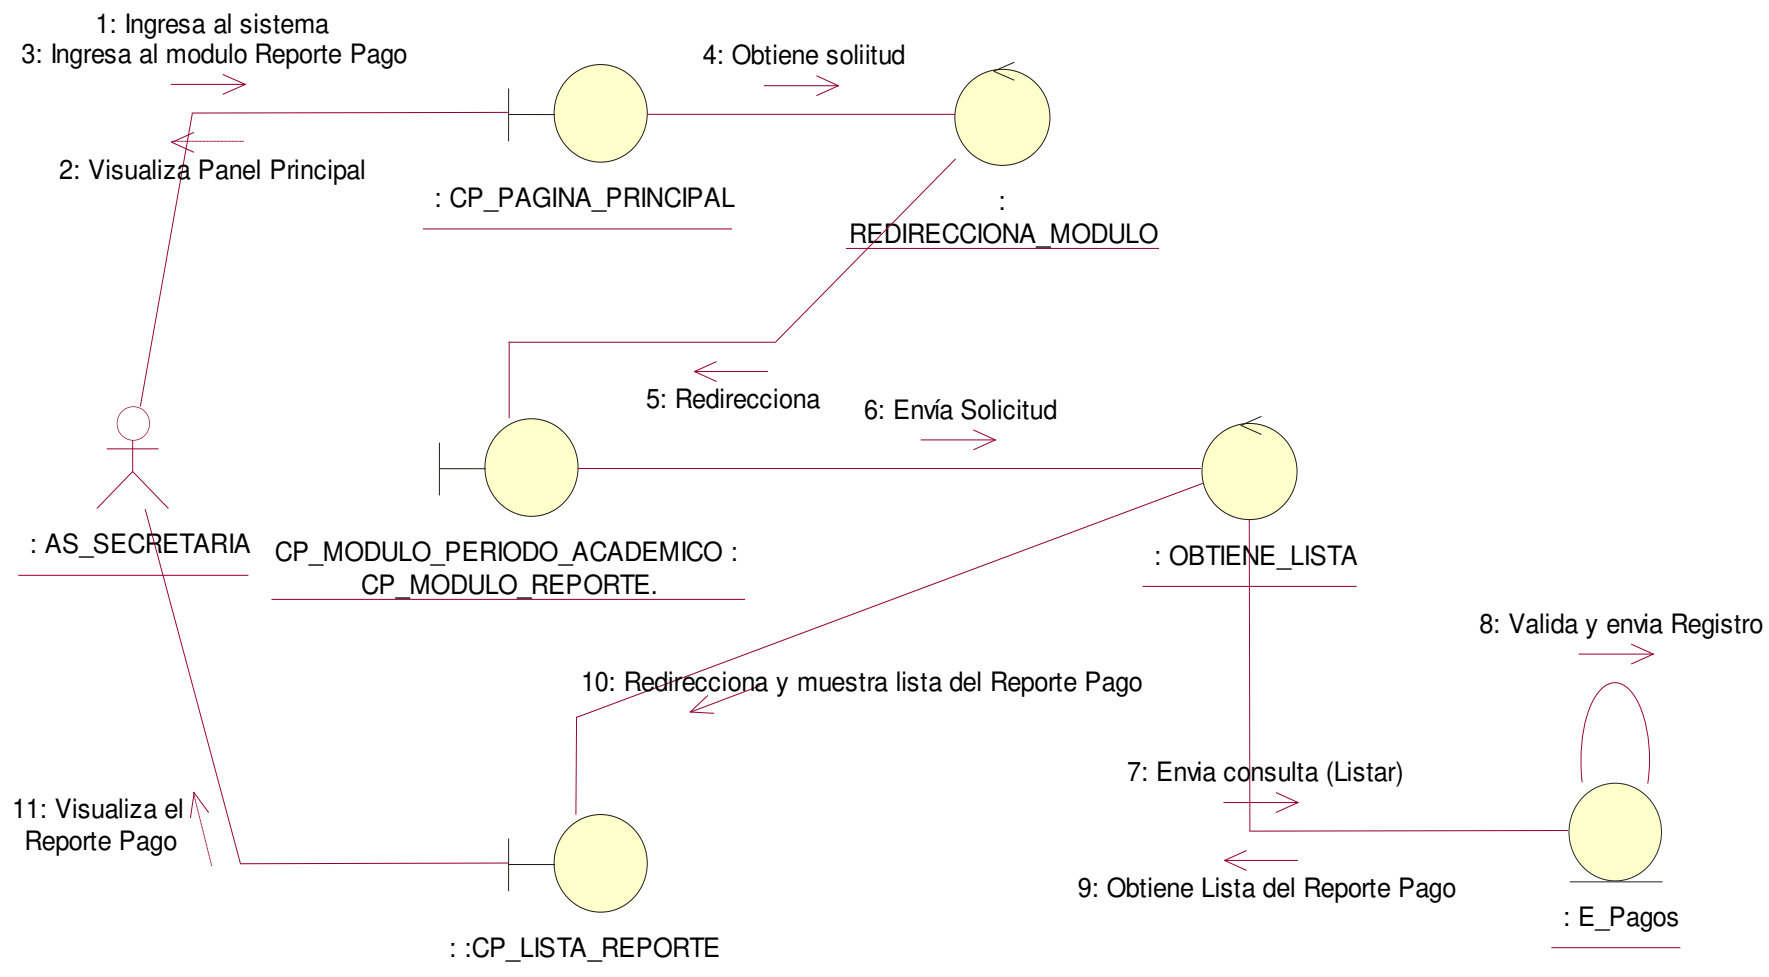 1: Ingresa al sistema
3: Ingresa al modulo Reporte Pago
4: Obtiene soliitud
2: Visualiza Panel Principal
: CP_PAGINA_PRINCIPAL
:
REDIRECCIONA_MODULO
5: Redirecciona
6: Envía Solicitud
: AS_SECRETARIA
CP_MODULO_PERIODO_ACADEMICO :
CP_MODULO_REPORTE.
: OBTIENE_LISTA
8: Valida y envia Registro
10: Redirecciona y muestra lista del Reporte Pago
7: Envia consulta (Listar)
11: Visualiza el
Reporte Pago
9: Obtiene Lista del Reporte Pago
: E_Pagos
: :CP_LISTA_REPORTE